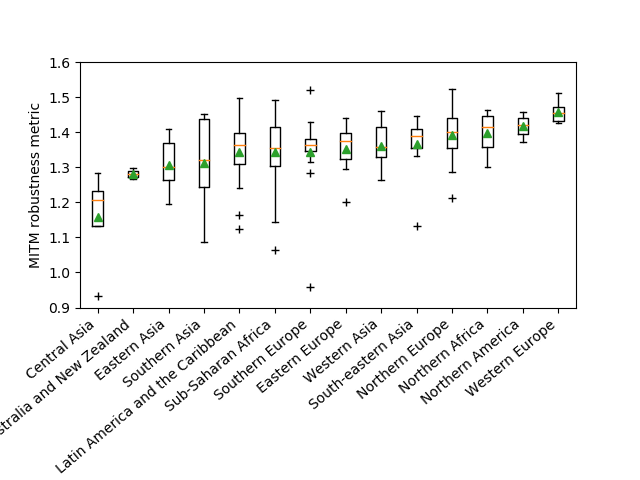 MITM robustness metric
1.6
1.5
1.4
1.3
1.2
1.1
1.0
0.9
Central Asia
stralia and New Zealand
Eastern Asia
Southern Asia
Latin America and the Caribbean
Sub-Saharan Africa
Southern Europe
Eastern Europe
Western Asia
South-eastern Asia
Northern Europe
Northern Africa
Northern America
Western Europe